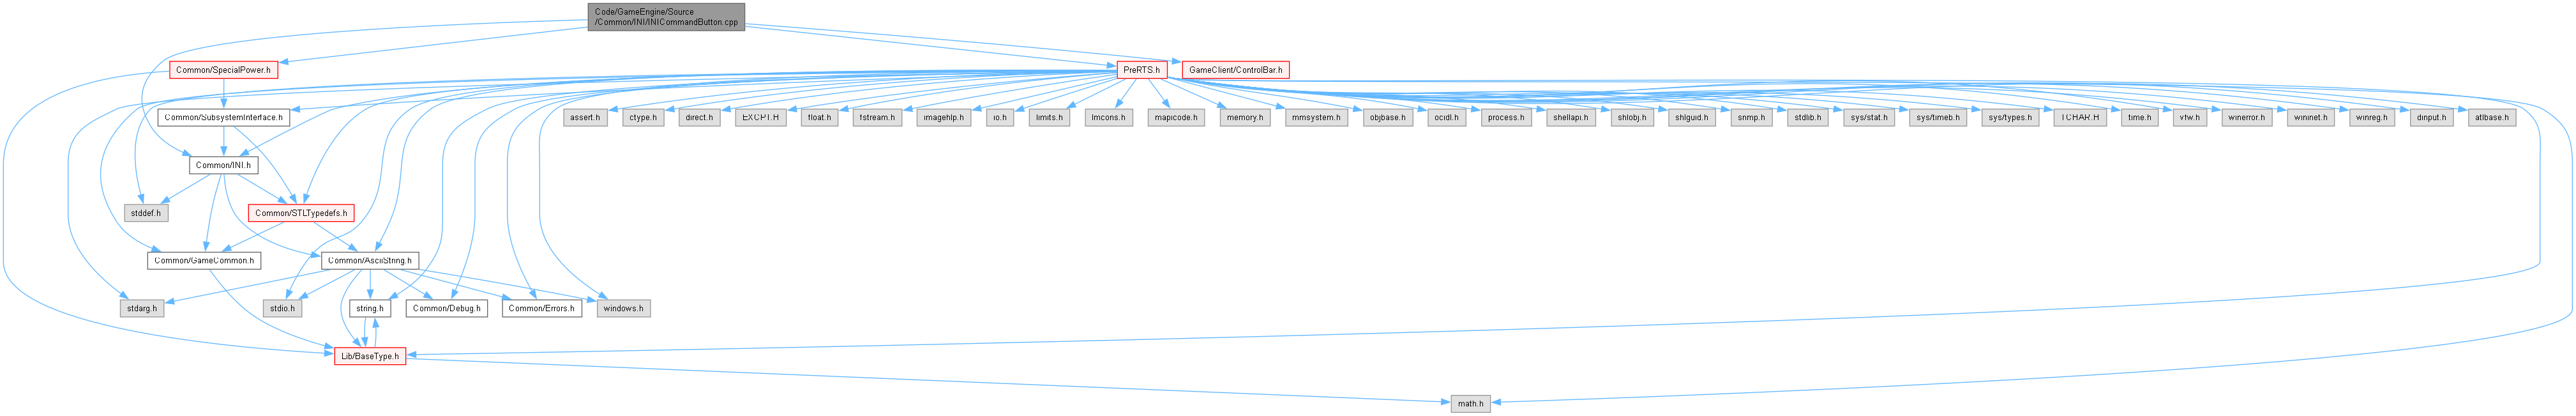 Code/GameEngine/Source
/Common/INI/INICommandButton.cpp
Common/SpecialPower.h
PreRTS.h
GameClient/ControlBar.h
Common/SubsystemInterface.h
assert.h
ctype.h
direct.h
EXCPT.H
float.h
fstream.h
imagehlp.h
io.h
limits.h
lmcons.h
mapicode.h
memory.h
mmsystem.h
objbase.h
ocidl.h
process.h
shellapi.h
shlobj.h
shlguid.h
snmp.h
stdlib.h
sys/stat.h
sys/timeb.h
sys/types.h
TCHAR.H
time.h
vfw.h
winerror.h
wininet.h
winreg.h
dinput.h
atlbase.h
Common/INI.h
stddef.h
Common/STLTypedefs.h
Common/GameCommon.h
Common/AsciiString.h
stdarg.h
stdio.h
string.h
Common/Debug.h
Common/Errors.h
windows.h
Lib/BaseType.h
math.h